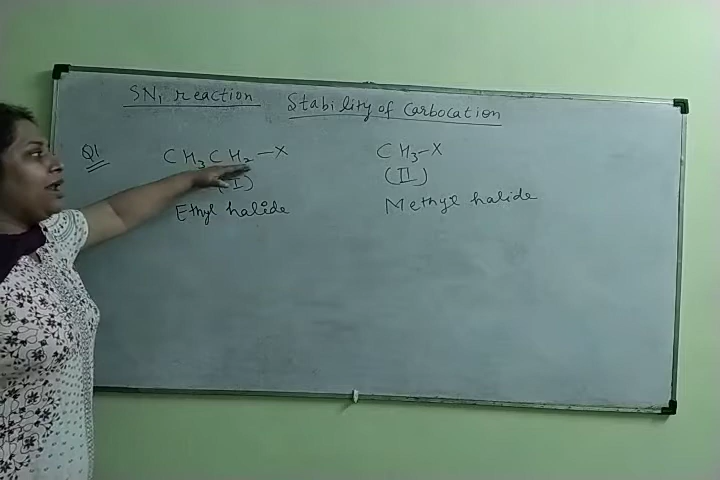 SN1 reaction Stability of Carbocation
Q1 CH3CH2-X CH3-X
(I) (II)
Ethyl halide Methyl halide